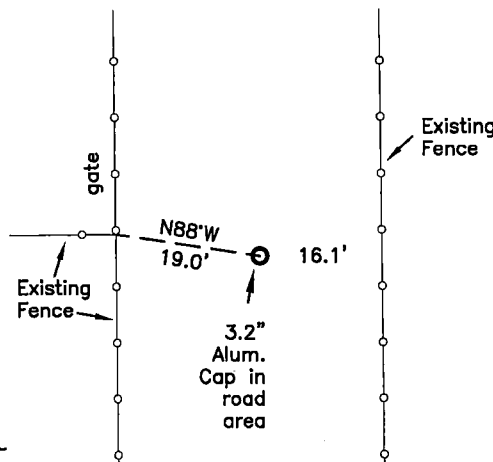 Existing
Fence
gate
N88°W
19.0'
16.1'
Existing
Fence
3.2"
Alum.
Cap in
road
area